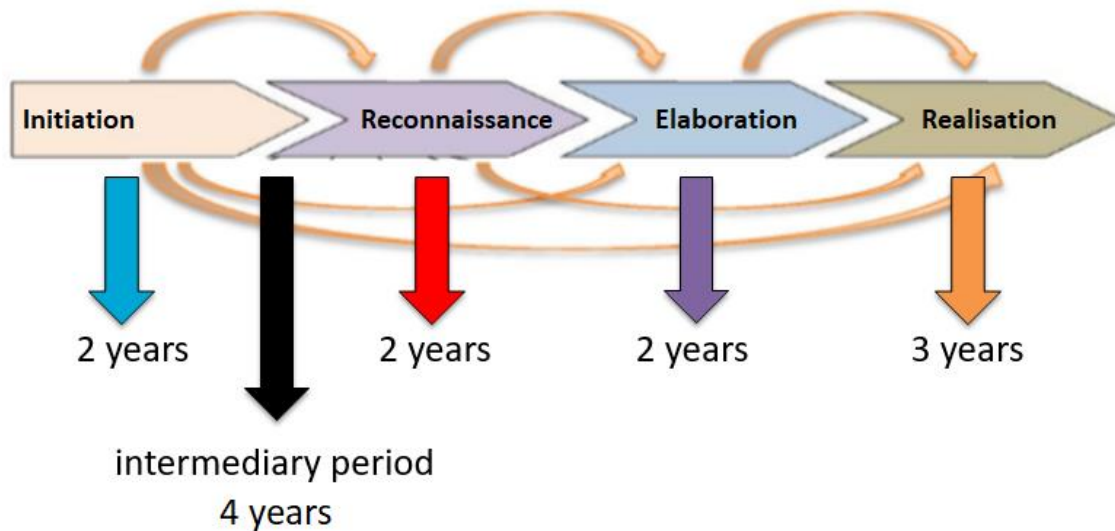 Initiation
Reconnaissance
Elaboration
Realisation
2 years
2 years
2 years
3 years
intermediary period
4 years